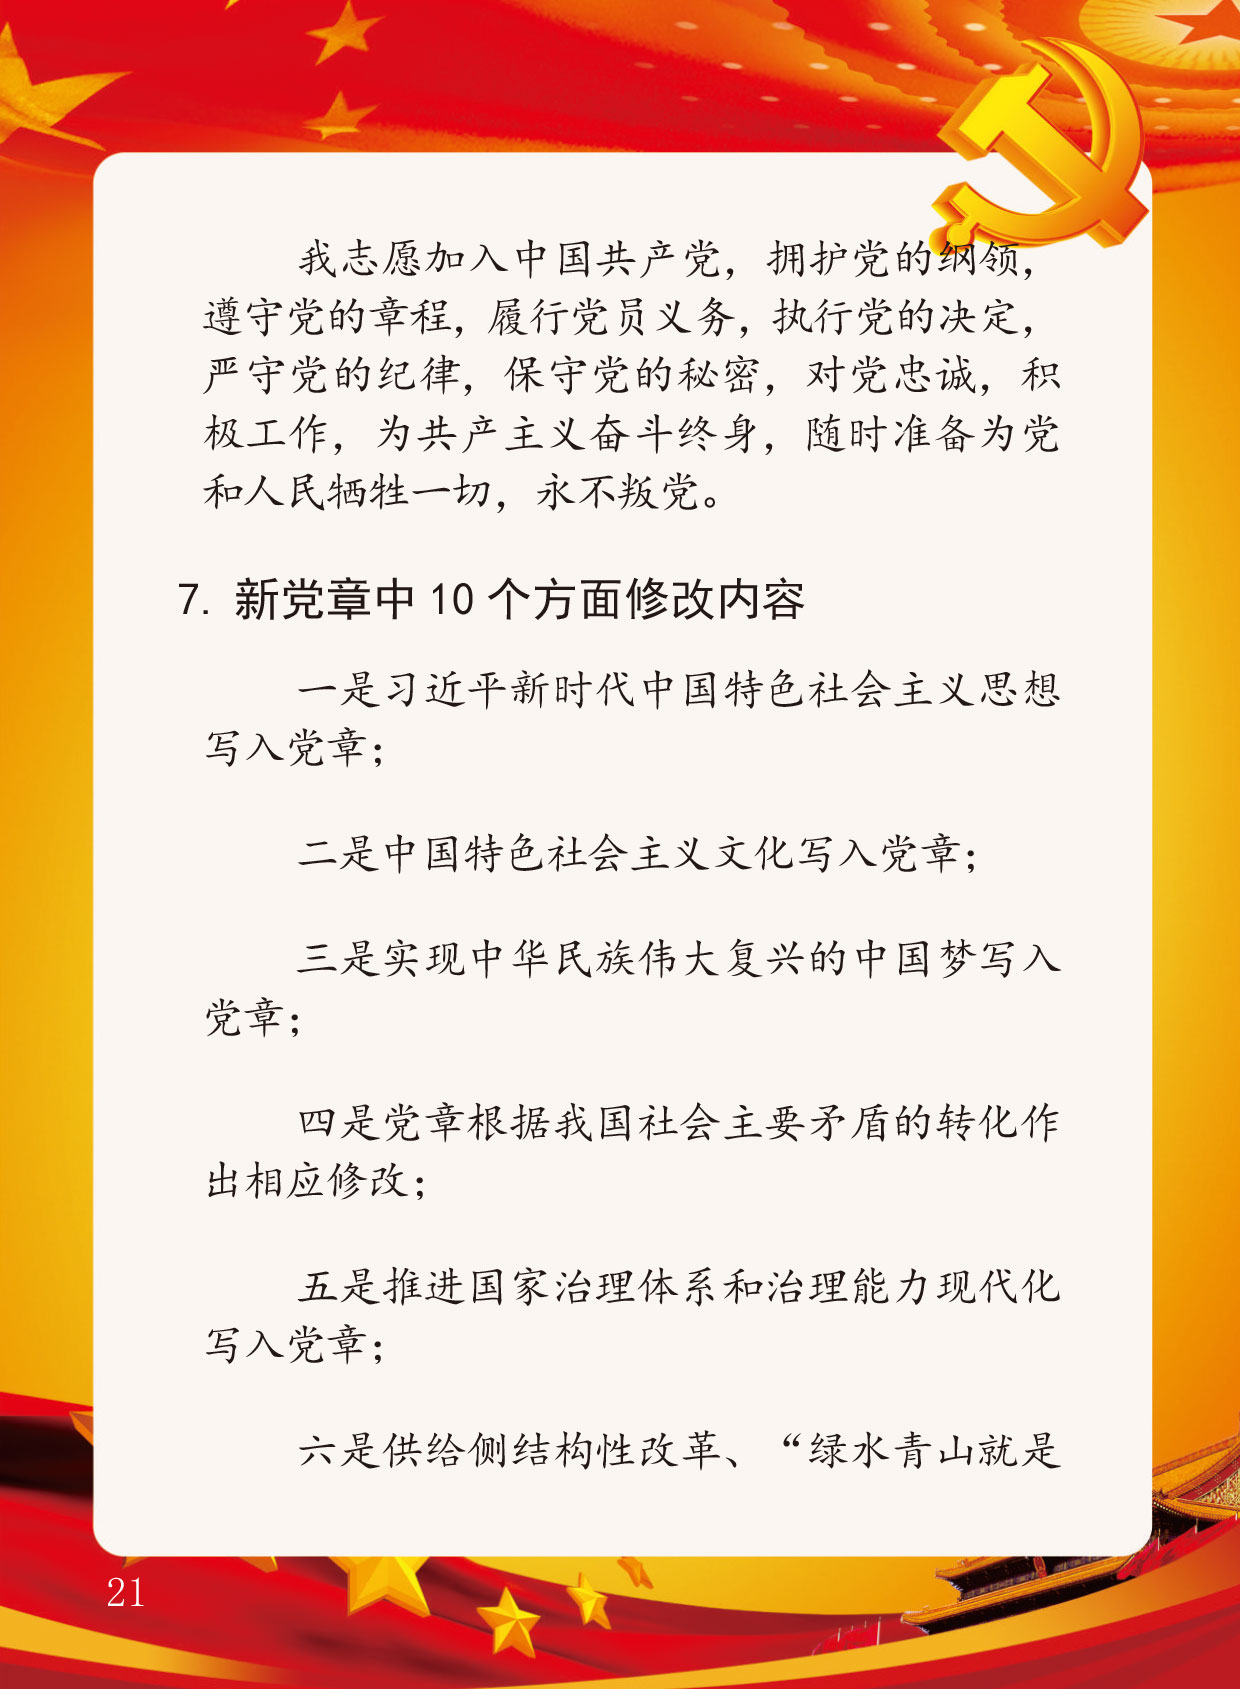 我志愿加入中国共产党，拥护党的纲领，
遵守党的章程，履行党员义务，执行党的决定，
严守党的纪律，保守党的秘密，对党忠诚，积
极工作，为共产主义奋斗终身，随时准备为党
和人民牺牲一切，永不叛党。
7. 新党章中 10 个方面修改内容
一是习近平新时代中国特色社会主义思想
写入党章；
二是中国特色社会主义文化写入党章；
三是实现中华民族伟大复兴的中国梦写入
党章；
四是党章根据我国社会主要矛盾的转化作
出相应修改；
五是推进国家治理体系和治理能力现代化
写入党章；
六是供给侧结构性改革、“绿水青山就是
21